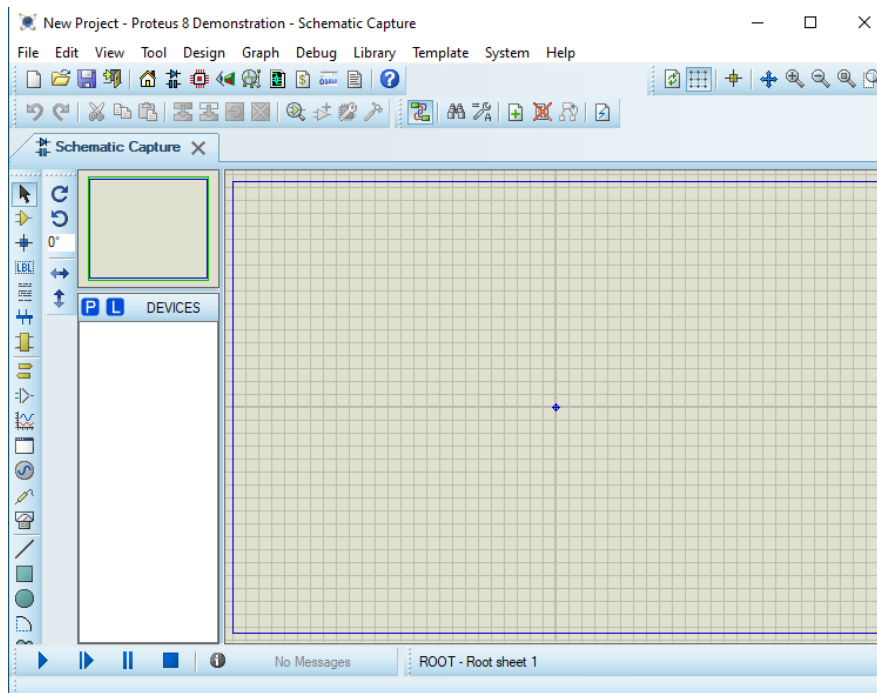 New Project - Proteus 8 Demonstration - Schematic Capture
File Edit View Tool Design Graph Debug Library Template System Help
Schematic Capture
0°
LBL
P L DEVICES
No Messages
ROOT - Root sheet 1